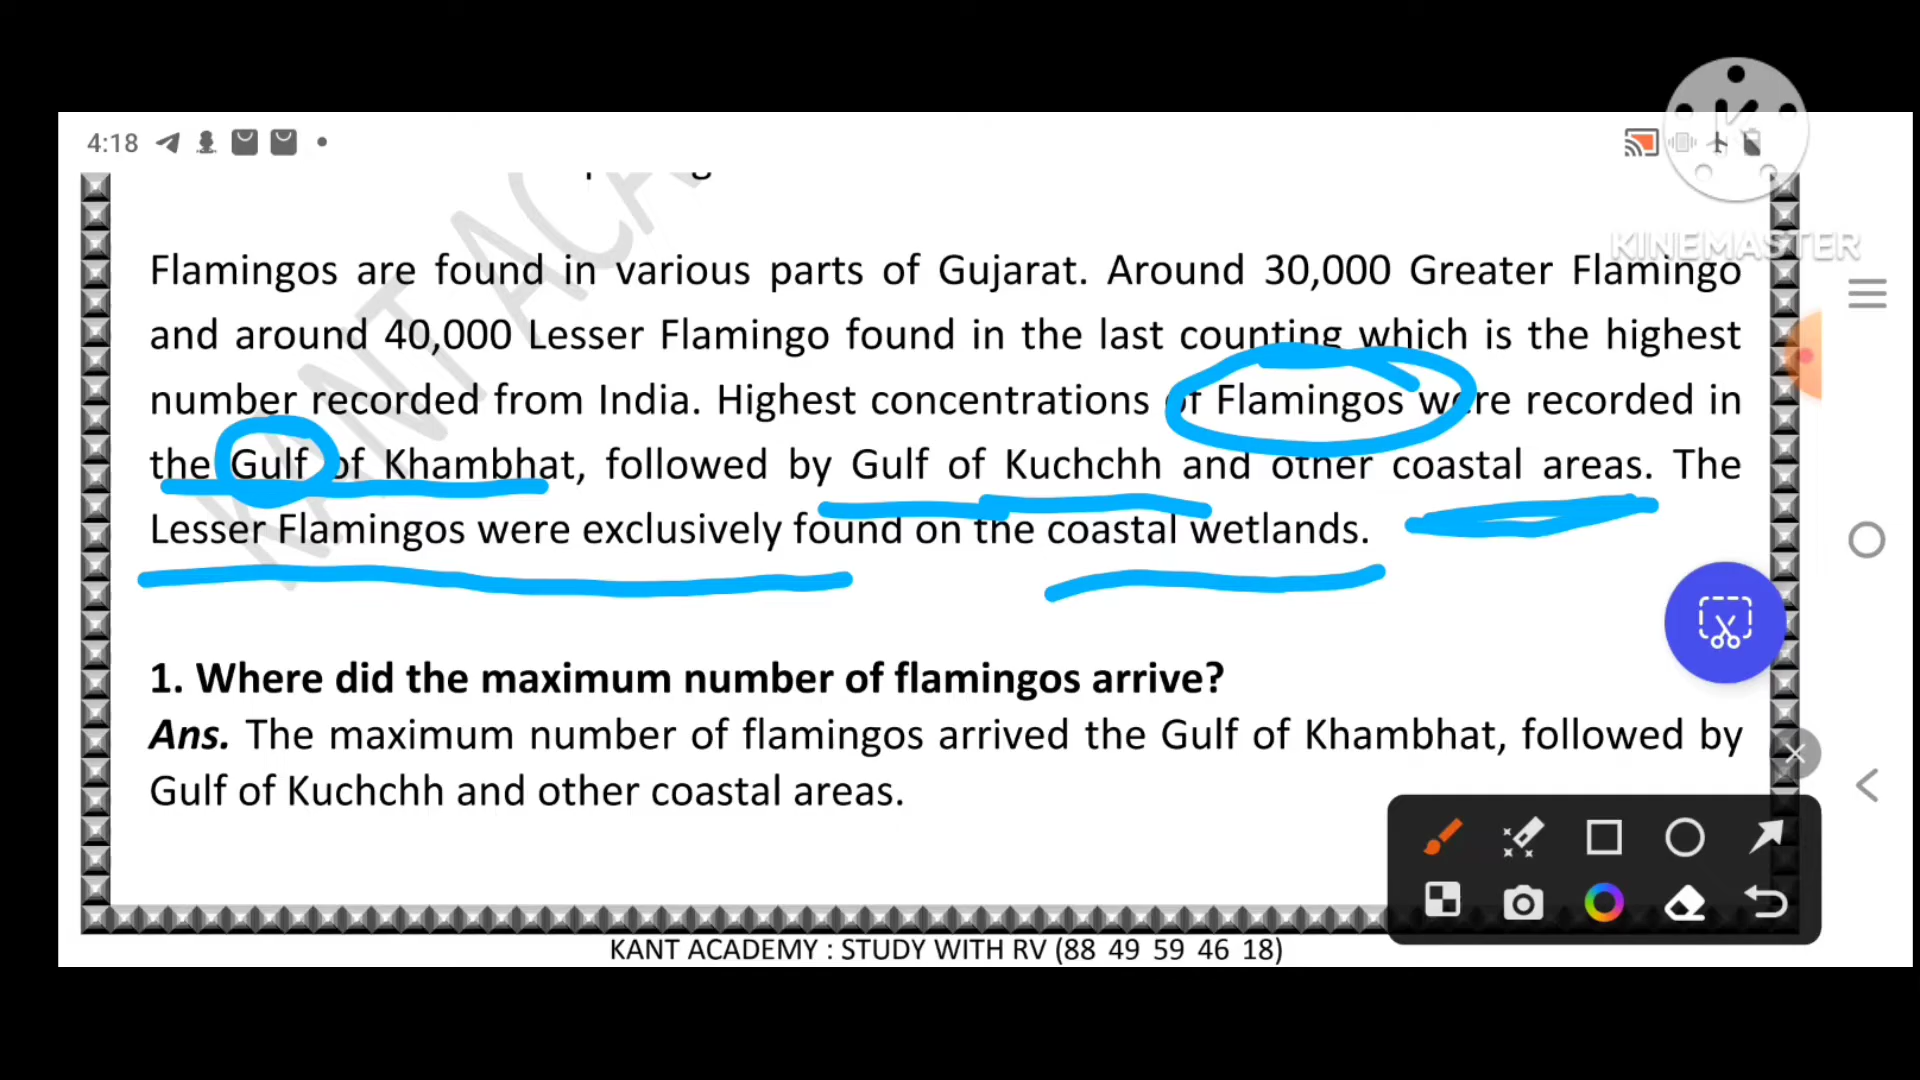 4:18
KINEMASTER
KANT ACA
Flamingos are found in various parts of Gujarat. Around 30,000 Greater Flamingo
and around 40,000 Lesser Flamingo found in the last counting which is the highest
number recorded from India. Highest concentrations of Flamingos were recorded in
the Gulf of Khambhat, followed by Gulf of Kuchchh and other coastal areas. The
Lesser Flamingos were exclusively found on the coastal wetlands.
1. Where did the maximum number of flamingos arrive?
Ans. The maximum number of flamingos arrived the Gulf of Khambhat, followed by
Gulf of Kuchchh and other coastal areas.
KANT ACADEMY : STUDY WITH RV (88 49 59 46 18)